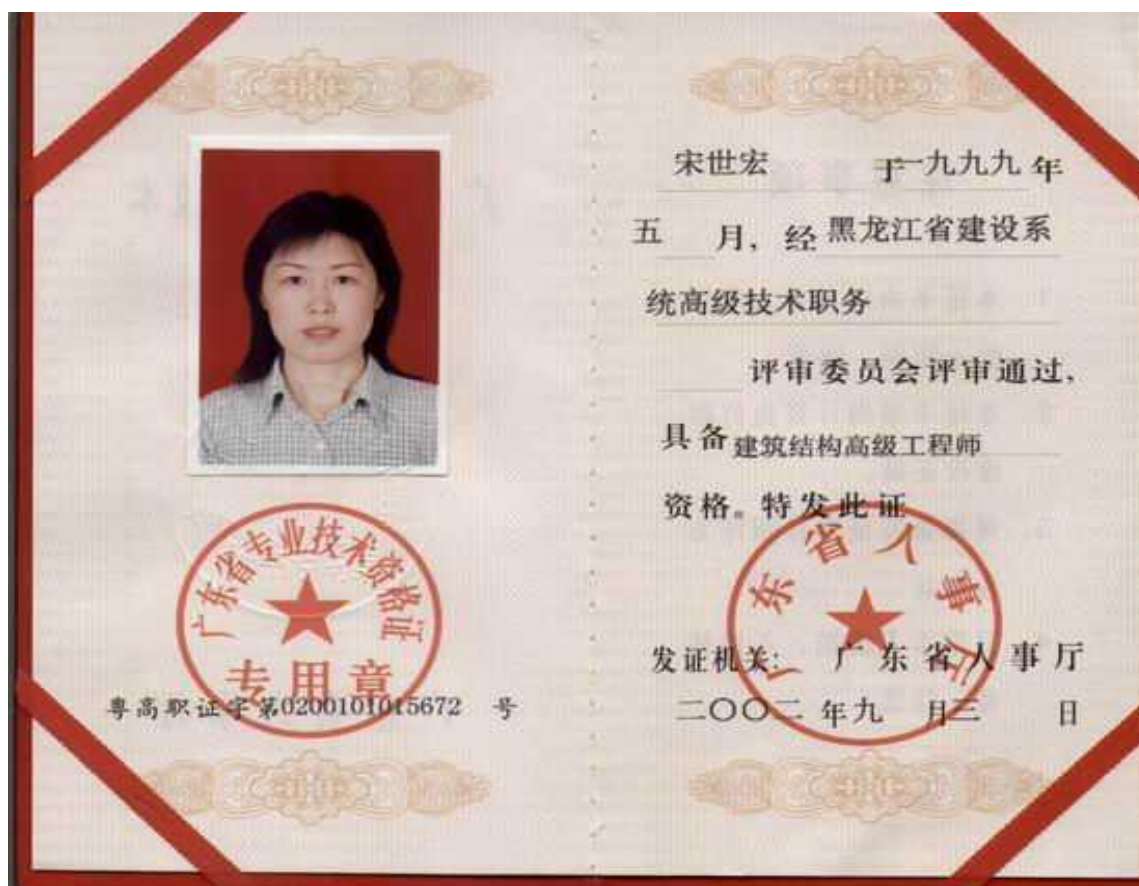 广东省专业技术资格证
专用章
粤高职证字第0200101015672 号
宋世宏 于一九九九年
五 月，经黑龙江省建设系
统高级技术职务
评审委员会评审通过，
具备建筑结构高级工程师
资格。特发此证
广东省人事厅
发证机关： 广东省人事厅
二〇〇二年九 月三 日